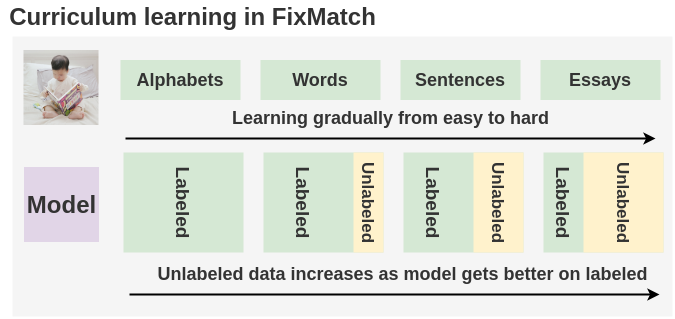 Curriculum learning in FixMatch
Alphabets
Words
Sentences
Essays
Learning gradually from easy to hard
Model
Labeled
Labeled
Unlabeled
Labeled
Unlabeled
Labeled
Unlabeled
Unlabeled data increases as model gets better on labeled